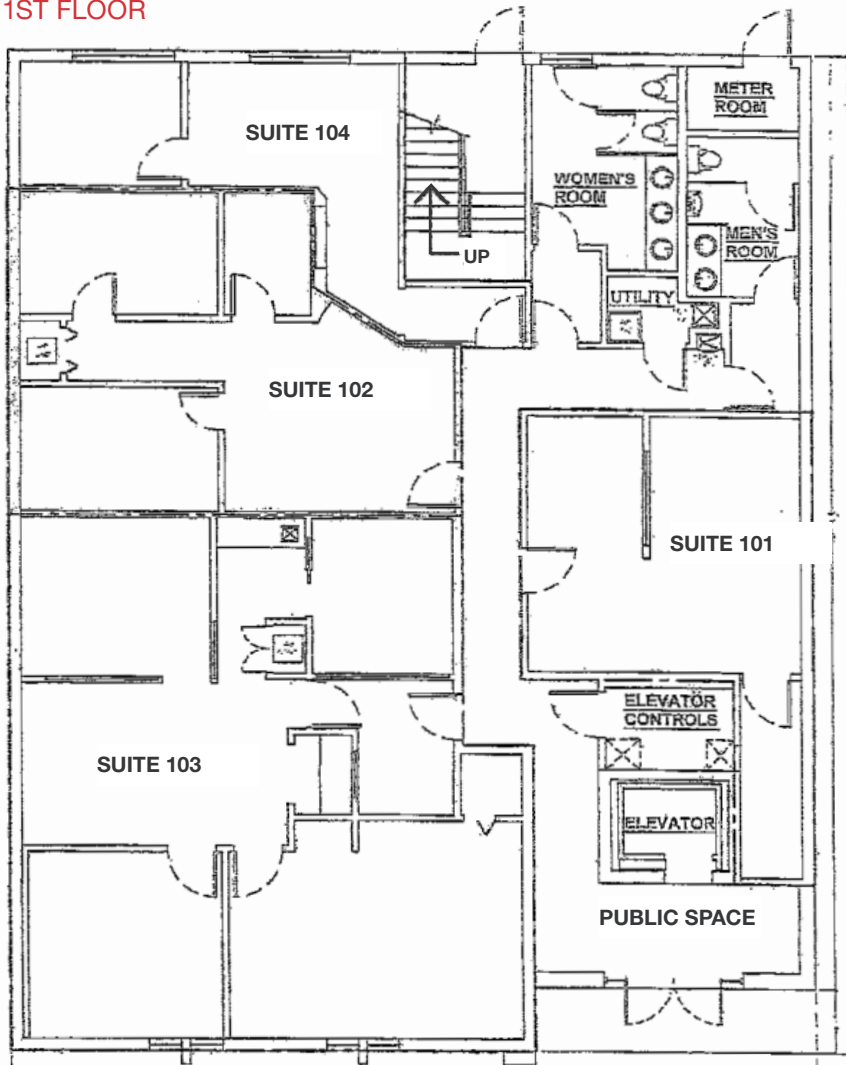 1ST FLOOR
METER
ROOM
SUITE 104
WOMEN'S
ROOM
MEN'S
ROOM
UP
UTILITY
SUITE 102
SUITE 101
ELEVATOR
CONTROLS
SUITE 103
ELEVATOR
PUBLIC SPACE